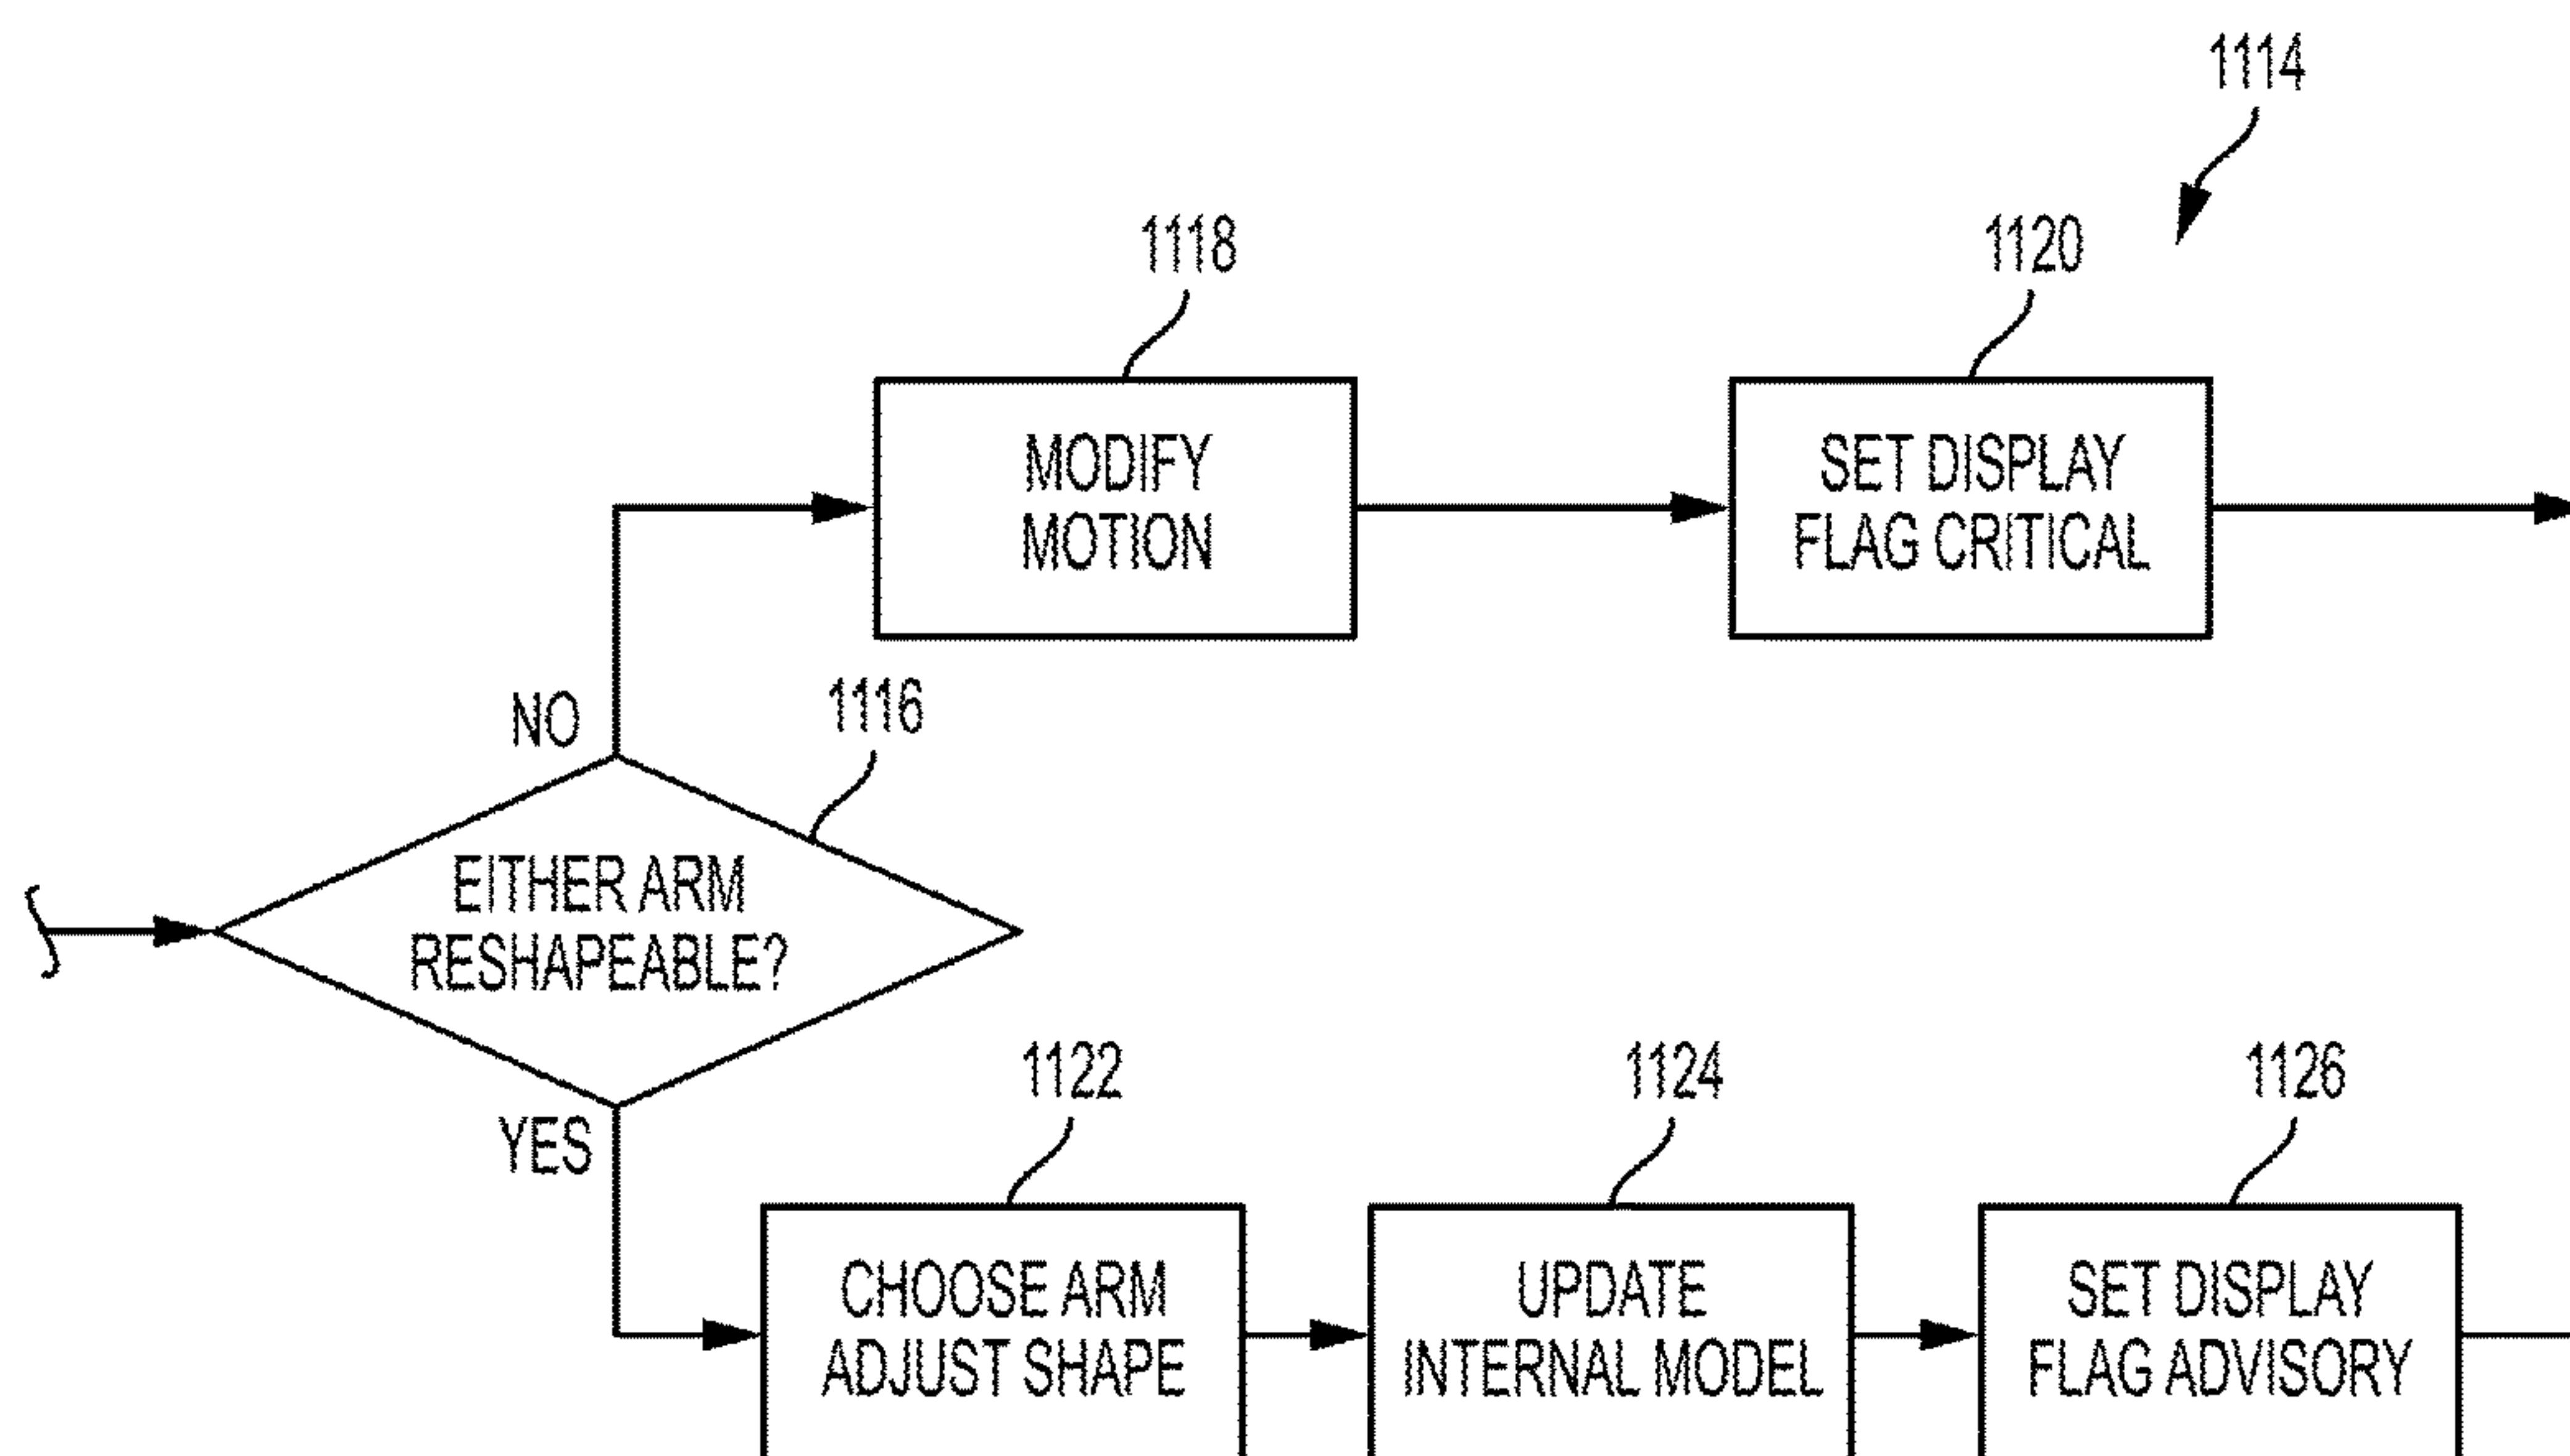 1114
1118
1120
MODIFY
MOTION
SET DISPLAY
FLAG CRITICAL
NO
1116
EITHER ARM
RESHAPEABLE?
YES
1122
1124
1126
CHOOSE ARM
ADJUST SHAPE
UPDATE
INTERNAL MODEL
SET DISPLAY
FLAG ADVISORY